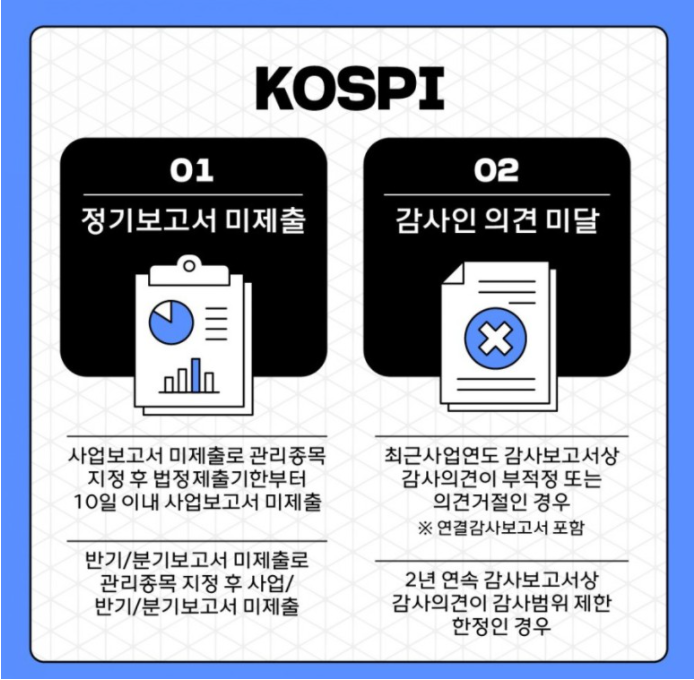 KOSPI
01
정기보고서 미제출
사업보고서 미제출로 관리종목
지정 후 법정제출기한부터
10일 이내 사업보고서 미제출
반기/분기보고서 미제출로
관리종목 지정 후 사업/
반기/분기보고서 미제출
02
감사인 의견 미달
최근사업연도 감사보고서상
감사의견이 부적정 또는
의견거절인 경우
※ 연결감사보고서 포함
2년 연속 감사보고서상
감사의견이 감사범위 제한
한정인 경우